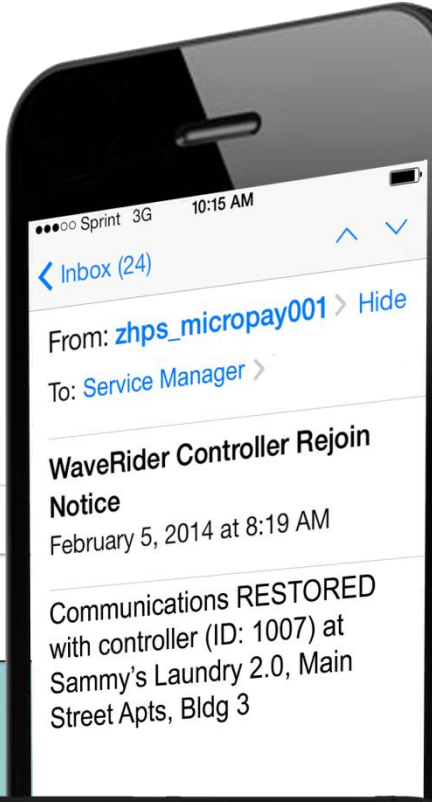 ●●●○○ Sprint 3G 10:15 AM
Inbox (24)
From: zhps_micropay001 Hide
To: Service Manager
WaveRider Controller Rejoin
Notice
February 5, 2014 at 8:19 AM
Communications RESTORED
with controller (ID: 1007) at
Sammy's Laundry 2.0, Main
Street Apts, Bldg 3